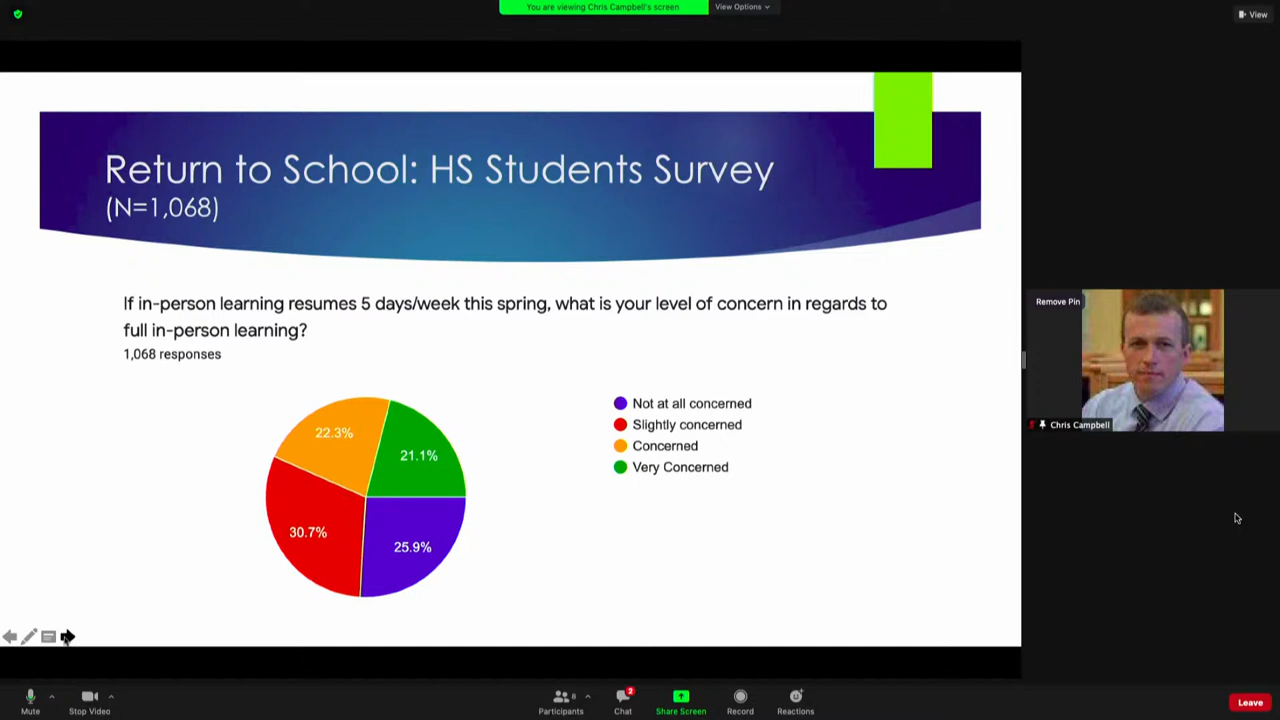 You are viewing Chris Campbell's screen
View Options
View
Return to School: HS Students Survey
(N=1,068)
If in-person learning resumes 5 days/week this spring, what is your level of concern in regards to
full in-person learning?
1,068 responses
22.3%
21.1%
30.7%
25.9%
Not at all concerned
Slightly concerned
Concerned
Very Concerned
Remove Pin
Chris Campbell
Mute
Stop Video
8
Participants
2
Chat
Share Screen
Record
Reactions
Leave